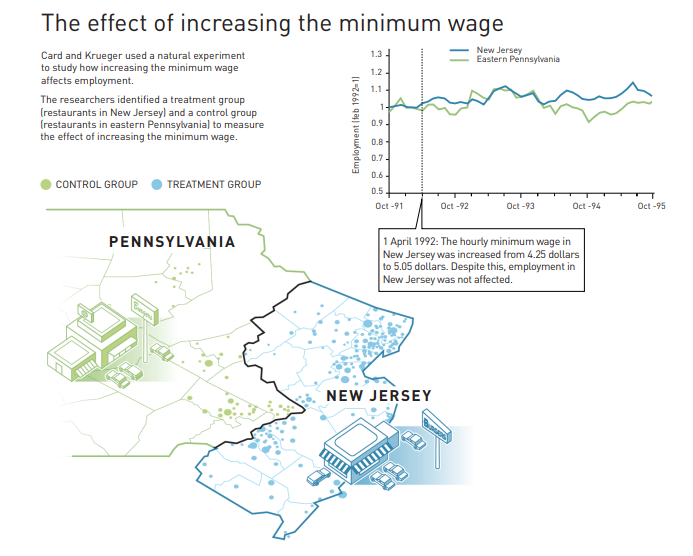 The effect of increasing the minimum wage
Card and Krueger used a natural experiment
to study how increasing the minimum wage
affects employment.
The researchers identified a treatment group
(restaurants in New Jersey) and a control group
(restaurants in eastern Pennsylvania) to measure
the effect of increasing the minimum wage.
New Jersey
Eastern Pennsylvania
Employment (feb 1992=1)
1.3
1.2
1.1
1
0.9
0.8
0.7
0.6
0.5
Oct -91
Oct -92
Oct -93
Oct -94
Oct -95
1 April 1992: The hourly minimum wage in
New Jersey was increased from 4.25 dollars
to 5.05 dollars. Despite this, employment in
New Jersey was not affected.
CONTROL GROUP
TREATMENT GROUP
PENNSYLVANIA
NEW JERSEY